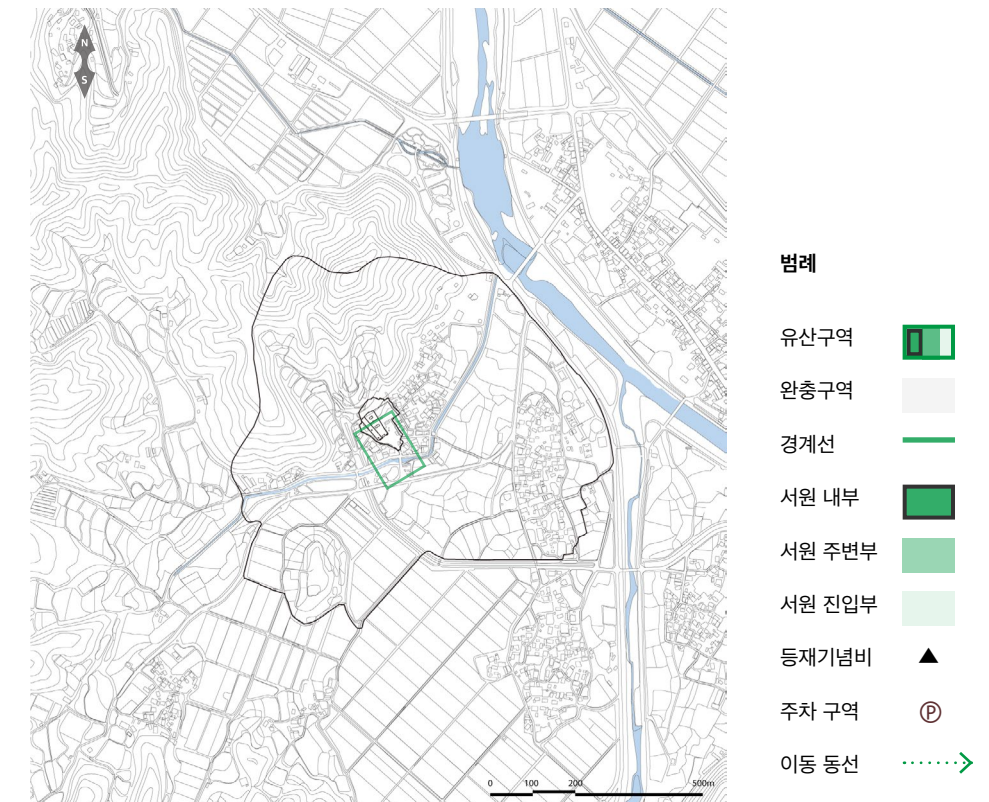 N
S
범례
유산구역
완충구역
경계선
서원 내부
서원 주변부
서원 진입부
등재기념비
주차 구역
Ⓟ
이동 동선
0 100 200 500m